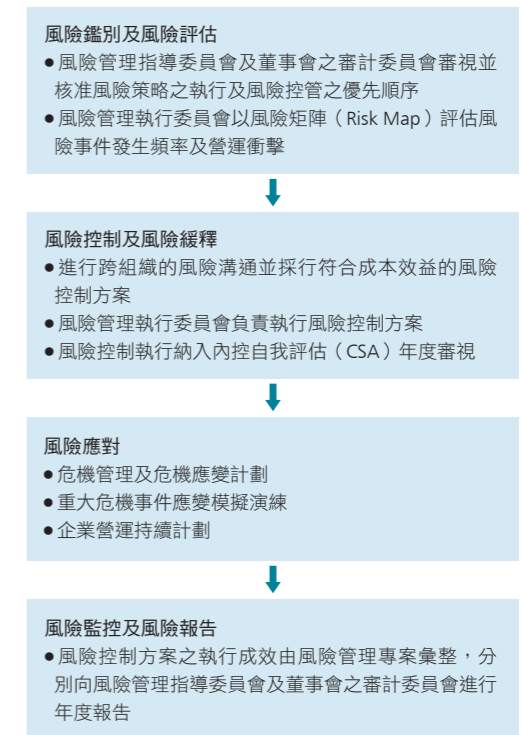 風險鑑別及風險評估
●風險管理指導委員會及董事會之審計委員會審視並
核准風險策略之執行及風險控管之優先順序
●風險管理執行委員會以風險矩陣（Risk Map）評估風
險事件發生頻率及營運衝擊
風險控制及風險緩釋
●進行跨組織的風險溝通並採行符合成本效益的風險
控制方案
●風險管理執行委員會負責執行風險控制方案
●風險控制執行納入內控自我評估（CSA）年度審視
風險應對
●危機管理及危機應變計劃
●重大危機事件應變模擬演練
●企業營運持續計劃
風險監控及風險報告
●風險控制方案之執行成效由風險管理專案彙整，分
別向風險管理指導委員會及董事會之審計委員會進行
年度報告